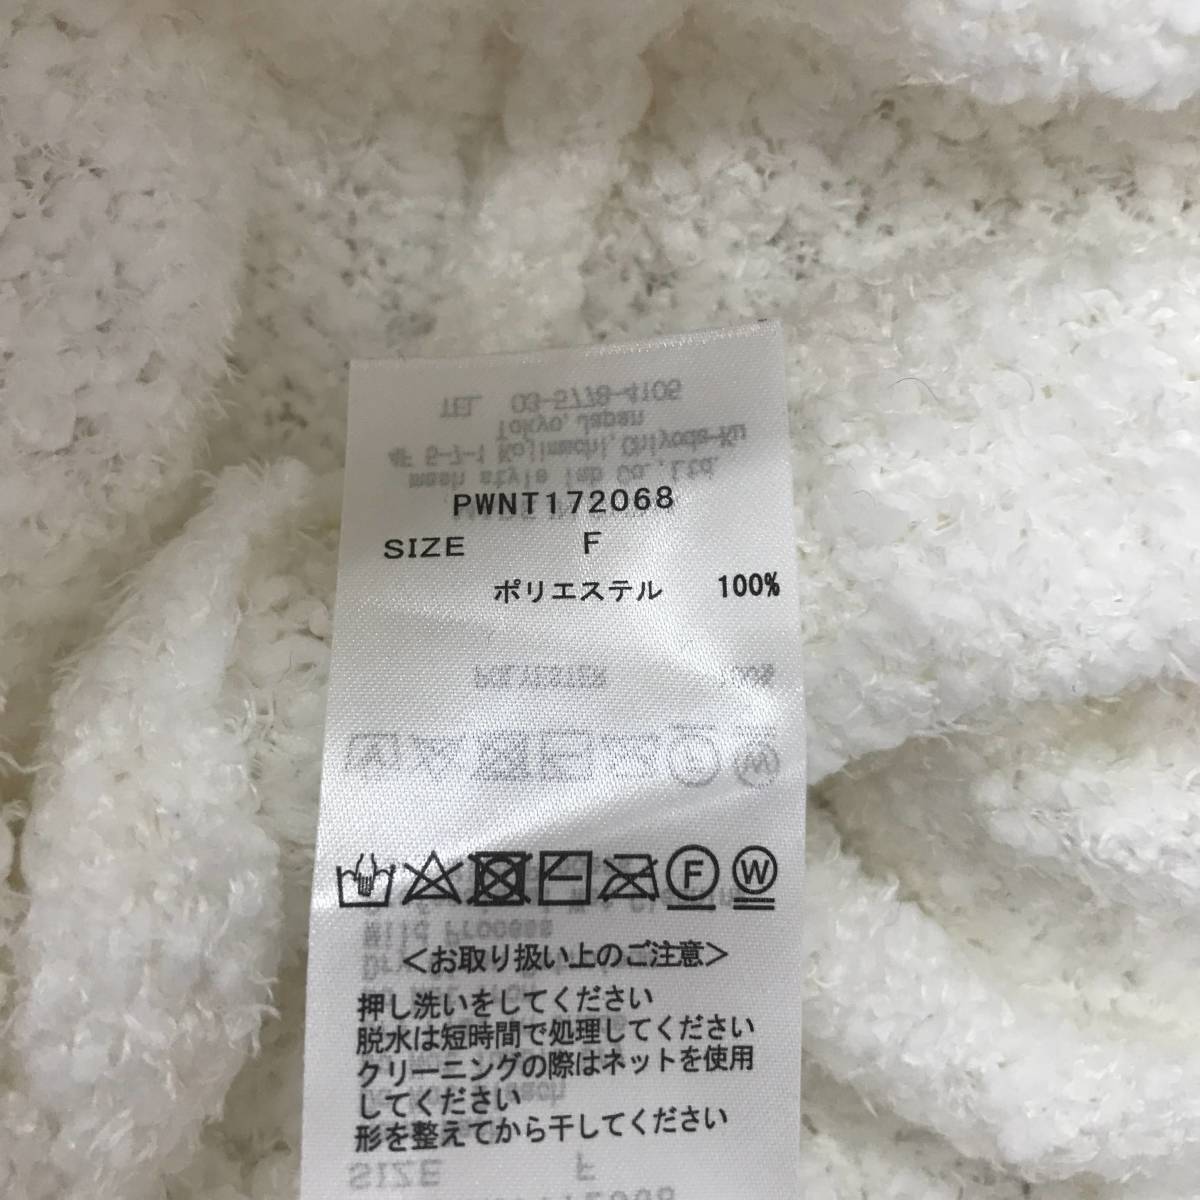 PWNT172068
SIZE F
ポリエステル 100%
F W
<お取り扱い上のご注意>
押し洗いをしてください
脱水は短時間で処理してください
クリーニングの際はネットを使用
してください
形を整えてから干してください